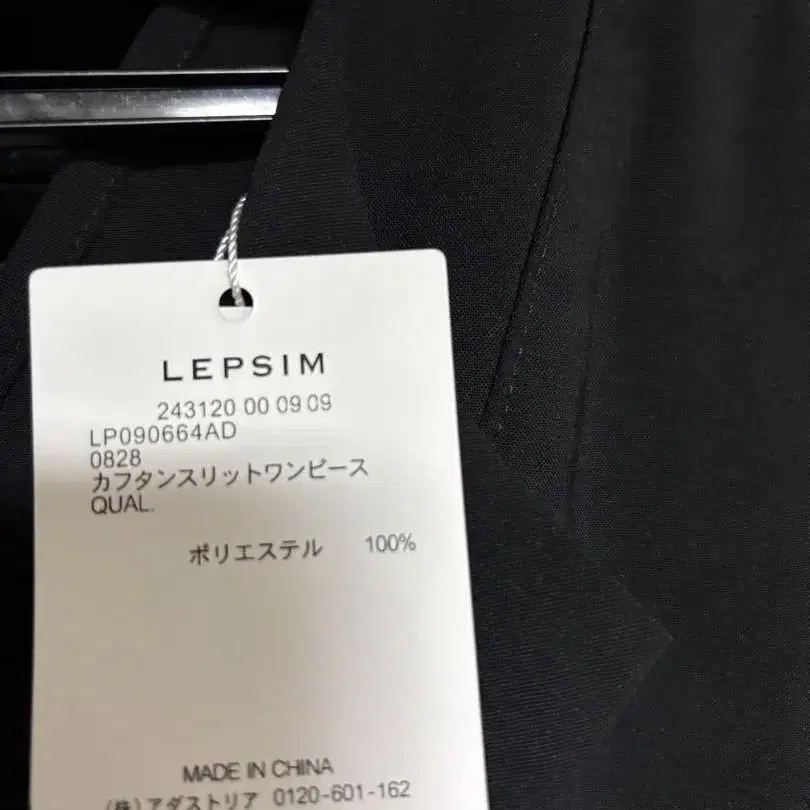 LEPSIM
243120 00 09 09
LP090664AD
0828
カフタンスリットワンピース
QUAL.
ポリエステル 100%
MADE IN CHINA
(株)アダストリア 0120-601-162